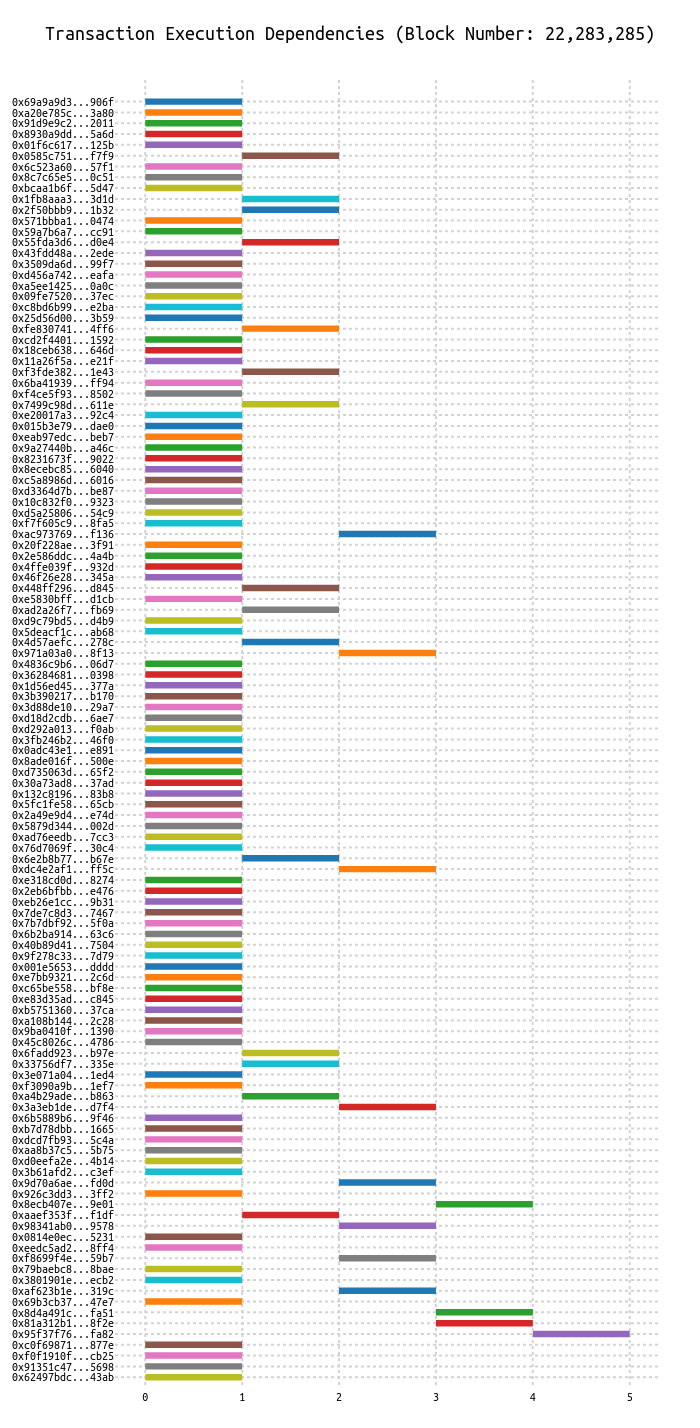 Transaction Execution Dependencies (Block Number: 22,283,285)
0x69a9a9d3...906f
0xa20e785c...3a80
0x91d9e9c2...2011
0x8930a9dd...5a6d
0x01f6c617...125b
0x0585c751...f7f9
0x6c523a60...57f1
0x8c7c65e5...0c51
0xbcaa1b6f...5d47
0x1fb8aaa3...3d1d
0x2f50bbb9...1b32
0x571bbba1...0474
0x59a7b6a7...cc91
0x55fda3d6...d0e4
0x43fdd48a...2ede
0x3509da6d...99f7
0xd456a742...eafa
0xa5ee1425...0a0c
0x09fe7520...37ec
0xc8bd6b99...e2ba
0x25d56d00...3b59
0xfe830741...4ff6
0xcd2f4401...1592
0x18ceb638...646d
0x11a26f5a...e21f
0xf3fde382...1e43
0x6ba41939...ff94
0xf4ce5f93...8502
0x7499c98d...611e
0xe20017a3...92c4
0x015b3e79...dae0
0xeab97edc...beb7
0x9a27440b...a46c
0x8231673f...9022
0x8ecebc85...6040
0xc5a8986d...6016
0xd3364d7b...be87
0x10c832f0...9323
0xd5a25806...54c9
0xf7f605c9...8fa5
0xac973769...f136
0x20f228ae...3f91
0x2e586ddc...4a4b
0x4ffe039f...932d
0x46f26e28...345a
0x448ff296...d845
0xe5830bff...d1cb
0xad2a26f7...fb69
0xd9c79bd5...d4b9
0x5deacf1c...ab68
0x4d57aefc...278c
0x971a03a0...8f13
0x4836c9b6...06d7
0x36284681...0398
0x1d56ed45...377a
0x3b390217...b170
0x3d88de10...29a7
0xd18d2cdb...6ae7
0xd292a013...f0ab
0x3fb246b2...46f0
0x0adc43e1...e891
0x8ade016f...500e
0xd735063d...65f2
0x30a73ad8...37ad
0x132c8196...83b8
0x5fc1fe58...65cb
0x2a49e9d4...e74d
0x5879d344...002d
0xad76eedb...7cc3
0x76d7069f...30c4
0x6e2b8b77...b67e
0xdc4e2af1...ff5c
0xe318cd0d...8274
0x2eb6bfbb...e476
0xeb26e1cc...9b31
0x7de7c8d3...7467
0x7b7dbf92...5f0a
0x6b2ba914...63c6
0x40b89d41...7504
0x9f278c33...7d79
0x001e5653...dddd
0xe7bb9321...2c6d
0xc65be558...bf8e
0xe83d35ad...c845
0xb5751360...37ca
0xa108b144...2c28
0x9ba0410f...1390
0x45c8026c...4786
0x6fadd923...b97e
0x33756df7...335e
0x3e071a04...1ed4
0xf3090a9b...1ef7
0xa4b29ade...b863
0x3a3eb1de...d7f4
0x6b5889b6...9f46
0xb7d78dbb...1665
0xdcd7fb93...5c4a
0xaa8b37c5...5b75
0xd0eefa2e...4b14
0x3b61afd2...c3ef
0x9d70a6ae...fd0d
0x926c3dd3...3ff2
0x8ecb407e...9e01
0xaaef353f...f1df
0x98341ab0...9578
0x0814e0ec...5231
0xeedc5ad2...8ff4
0xf8699f4e...59b7
0x79baebc8...8bae
0x3801901e...ecb2
0xaf623b1e...319c
0x69b3cb37...47e7
0x8d4a491c...fa51
0x81a312b1...8f2e
0x95f37f76...fa82
0xc0f69871...877e
0xf0f1910f...cb25
0x91351c47...5698
0x62497bdc...43ab
0 1 2 3 4 5